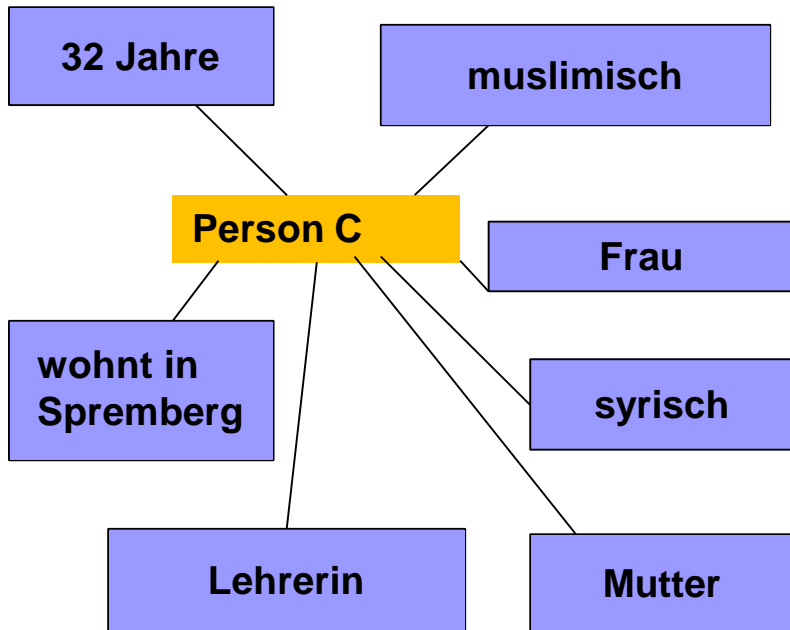 32 Jahre
muslimisch
Person C
Frau
wohnt in
Spremberg
syrisch
Lehrerin
Mutter